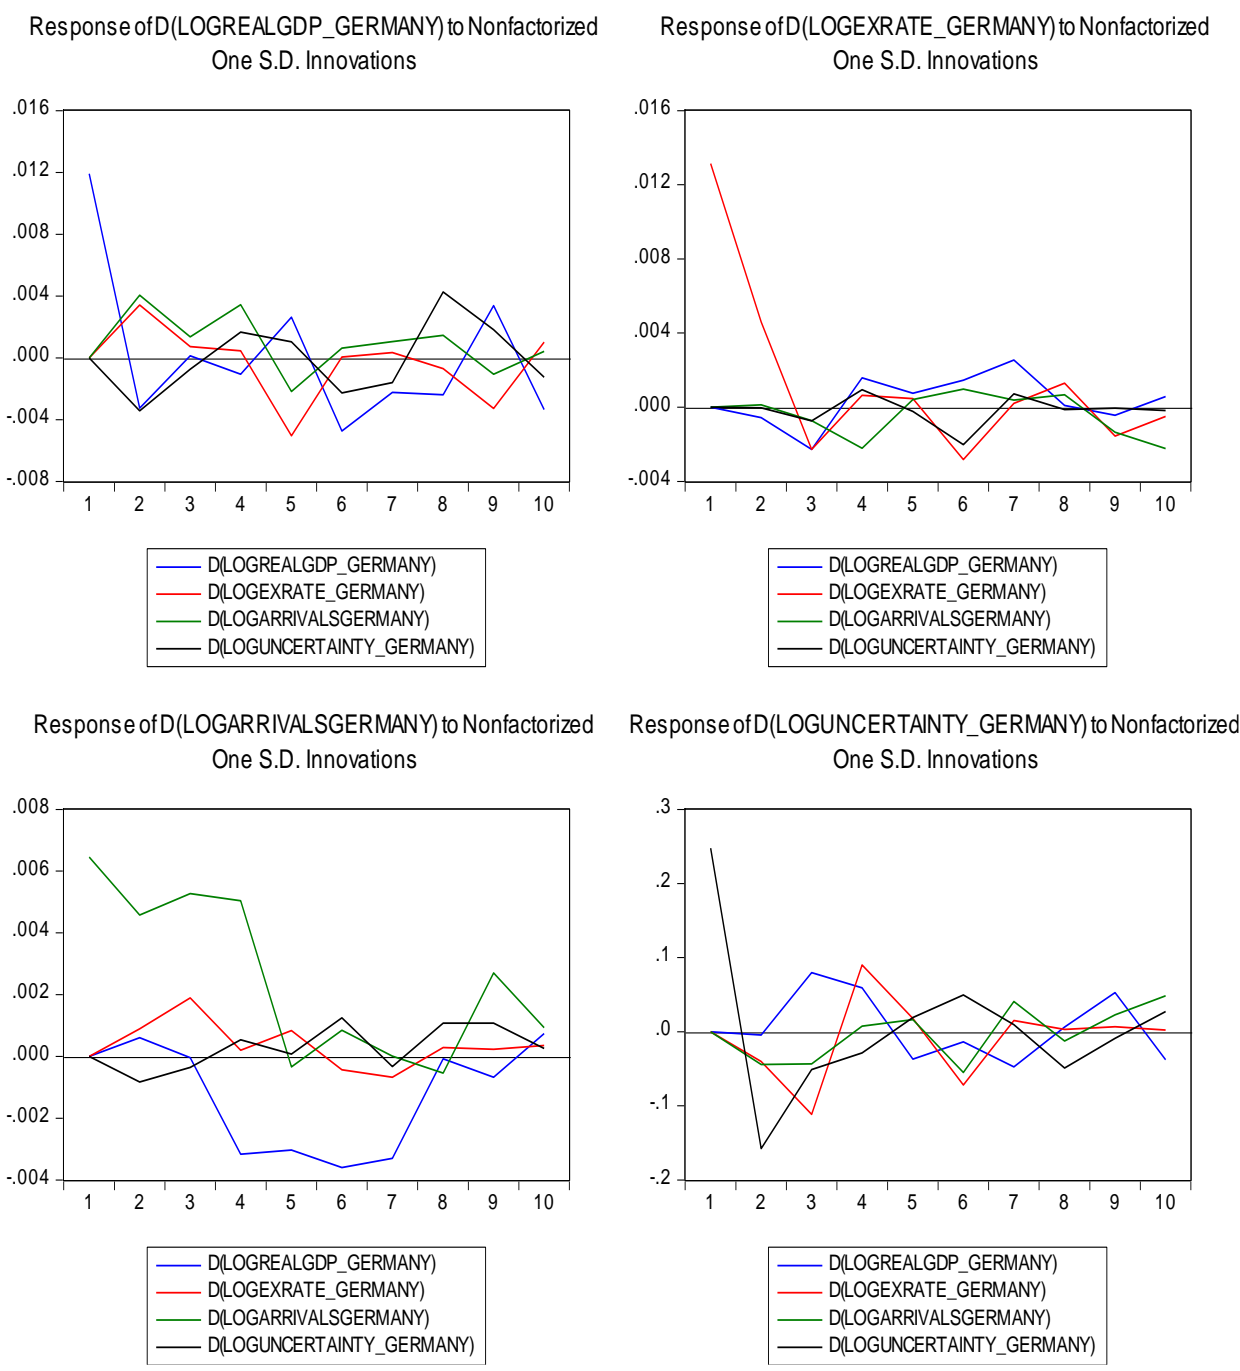 Response of D(LOGREALGDP_GERMANY) to Nonfactorized
One S.D. Innovations
.016
.012
.008
.004
.000
-.004
-.008
1 2 3 4 5 6 7 8 9 10
D(LOGREALGDP_GERMANY)
D(LOGEXRATE_GERMANY)
D(LOGARRIVALSGERMANY)
D(LOGUNCERTAINTY_GERMANY)
Response of D(LOGEXRATE_GERMANY) to Nonfactorized
One S.D. Innovations
.016
.012
.008
.004
.000
-.004
1 2 3 4 5 6 7 8 9 10
D(LOGREALGDP_GERMANY)
D(LOGEXRATE_GERMANY)
D(LOGARRIVALSGERMANY)
D(LOGUNCERTAINTY_GERMANY)
Response of D(LOGARRIVALSGERMANY) to Nonfactorized
One S.D. Innovations
.008
.006
.004
.002
.000
-.002
-.004
1 2 3 4 5 6 7 8 9 10
D(LOGREALGDP_GERMANY)
D(LOGEXRATE_GERMANY)
D(LOGARRIVALSGERMANY)
D(LOGUNCERTAINTY_GERMANY)
Response of D(LOGUNCERTAINTY_GERMANY) to Nonfactorized
One S.D. Innovations
.3
.2
.1
.0
-.1
-.2
1 2 3 4 5 6 7 8 9 10
D(LOGREALGDP_GERMANY)
D(LOGEXRATE_GERMANY)
D(LOGARRIVALSGERMANY)
D(LOGUNCERTAINTY_GERMANY)